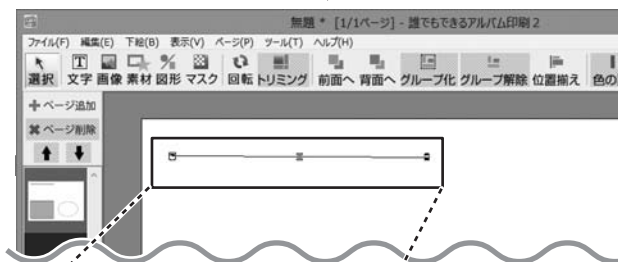 無題 * [1/1ページ] - 誰でもできるアルバム印刷2
ファイル(F) 編集(E) 下絵(B) 表示(V) ページ(P) ツール(T) ヘルプ(H)
選択 文字 画像 素材 図形 マスク 回転 トリミング 前面へ 背面へ グループ化 グループ解除 位置揃え 色の
ページ追加
ページ削除